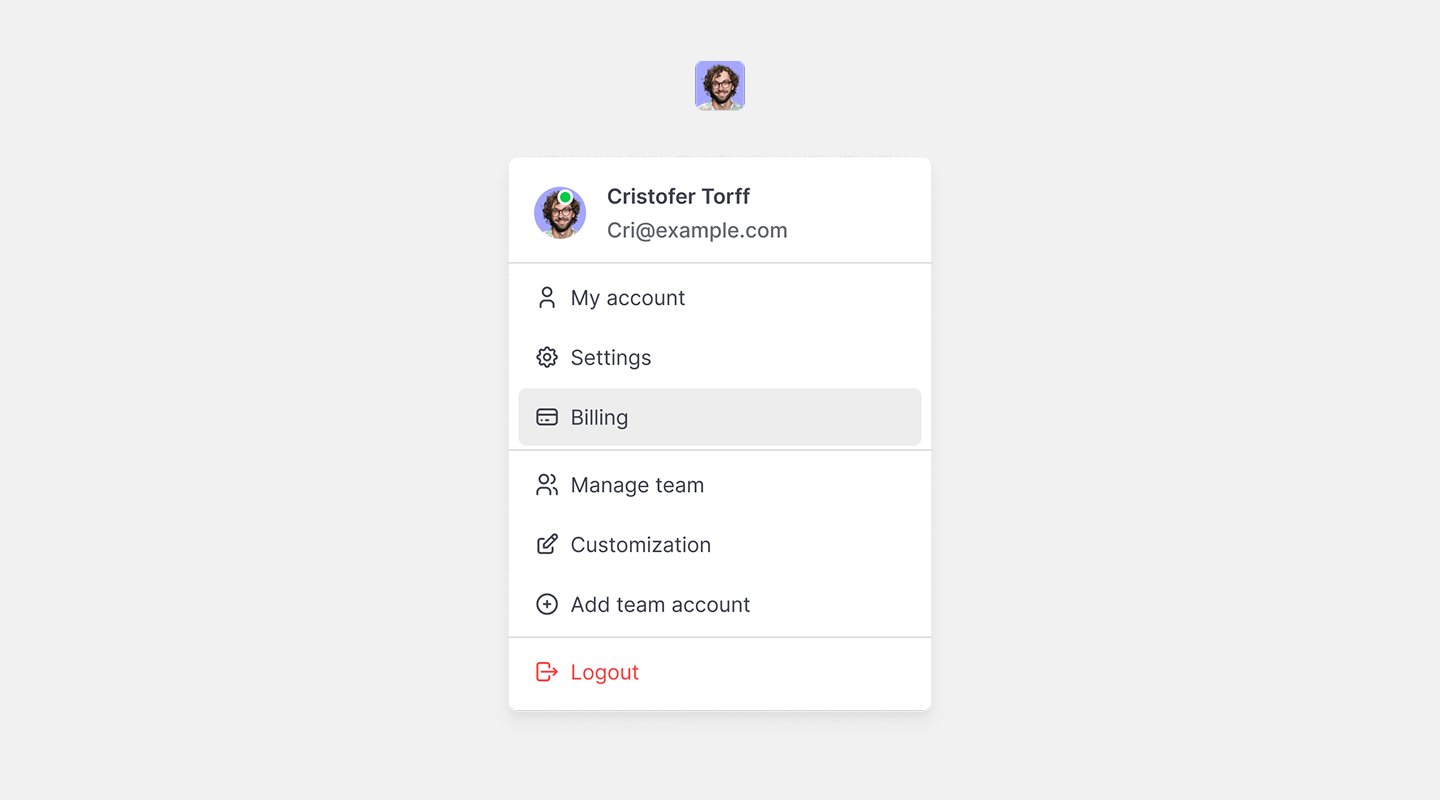 Cristofer Torff
Cri@example.com
My account
Settings
Billing
Manage team
Customization
Add team account
Logout